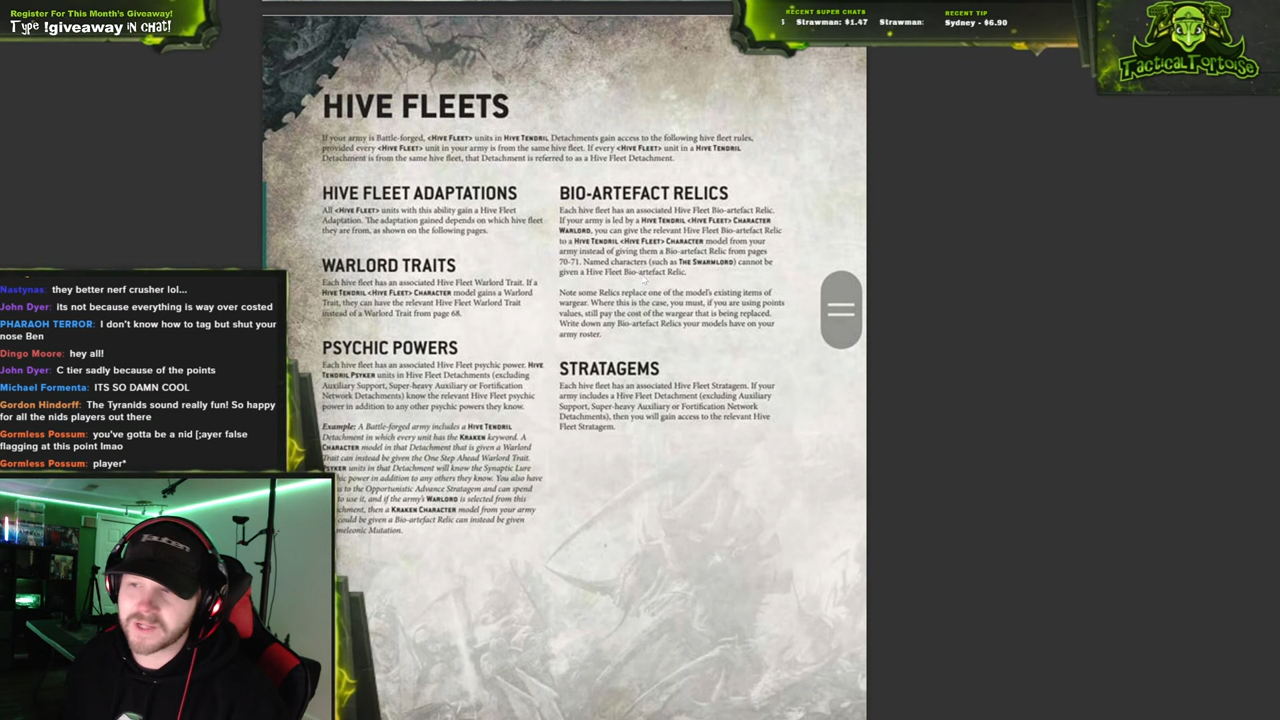 Register For This Month's Giveaway!
Type !giveaway in chat!
RECENT SUPER CHATS
Strawman: $1.47 Strawman:
RECENT TIP
Sydney - $6.90
TacticalTortoise
HIVE FLEETS
If your army is Battle-forged, <HIVE FLEET> units in HIVE TENDRIL Detachments gain access to the following hive fleet rules,
provided every <HIVE FLEET> unit in your army is from the same hive fleet. If every <HIVE FLEET> unit in a HIVE TENDRIL
Detachment is from the same hive fleet, that Detachment is referred to as a Hive Fleet Detachment.
HIVE FLEET ADAPTATIONS
All <HIVE FLEET> units with this ability gain a Hive Fleet
Adaptation. The adaptation gained depends on which hive fleet
they are from, as shown on the following pages.
WARLORD TRAITS
Each hive fleet has an associated Hive Fleet Warlord Trait. If a
HIVE TENDRIL <HIVE FLEET> CHARACTER model gains a Warlord
Trait, they can have the relevant Hive Fleet Warlord Trait
instead of a Warlord Trait from page 68.
PSYCHIC POWERS
Each hive fleet has an associated Hive Fleet psychic power. HIVE
TENDRIL PSYKER units in Hive Fleet Detachments (excluding
Auxiliary Support, Super-heavy Auxiliary or Fortification
Network Detachments) know the relevant Hive Fleet psychic
power in addition to any other psychic powers they know.
Example: A Battle-forged army includes a HIVE TENDRIL
Detachment in which every unit has the KRAKEN keyword. A
CHARACTER model in that Detachment that is given a Warlord
Trait can instead be given the One Step Ahead Warlord Trait.
PSYKER units in that Detachment will know the Synaptic Lure
hic power in addition to any others they know. You also have
s to the Opportunistic Advance Stratagem and can spend
to use it, and if the army's WARLORD is selected from this
chment, then a KRAKEN CHARACTER model from your army
could be given a Bio-artefact Relic can instead be given
meleonic Mutation.
BIO-ARTEFACT RELICS
Each hive fleet has an associated Hive Fleet Bio-artefact Relic.
If your army is led by a HIVE TENDRIL <HIVE FLEET> CHARACTER
WARLORD, you can give the relevant Hive Fleet Bio-artefact Relic
to a HIVE TENDRIL <HIVE FLEET> CHARACTER model from your
army instead of giving them a Bio-artefact Relic from pages
70-71. Named characters (such as THE SWARMLORD) cannot be
given a Hive Fleet Bio-artefact Relic.
Note some Relics replace one of the model's existing items of
wargear. Where this is the case, you must, if you are using points
values, still pay the cost of the wargear that is being replaced.
Write down any Bio-artefact Relics your models have on your
army roster.
STRATAGEMS
Each hive fleet has an associated Hive Fleet Stratagem. If your
army includes a Hive Fleet Detachment (excluding Auxiliary
Support, Super-heavy Auxiliary or Fortification Network
Detachments), then you will gain access to the relevant Hive
Fleet Stratagem.
Nastynas: they better nerf crusher lol...
John Dyer: its not because everything is way over costed
PHARAOH TERROR: I don't know how to tag but shut your
nose Ben
Dingo Moore: hey all!
John Dyer: C tier sadly because of the points
Michael Formenta: ITS SO DAMN COOL
Gordon Hindorff: The Tyranids sound really fun! So happy
for all the nids players out there
Gormless Possum: you've gotta be a nid [;ayer false
flagging at this point lmao
Gormless Possum: player*